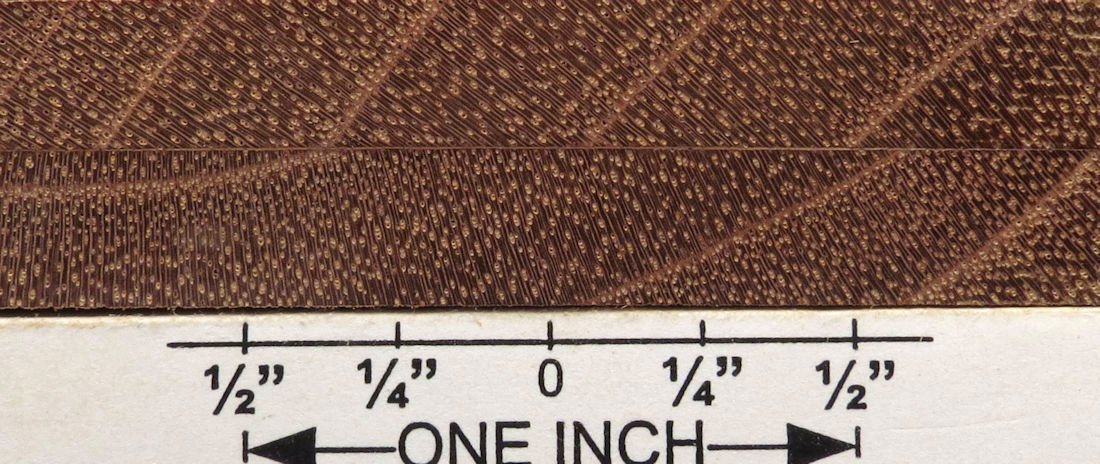 ½” ¼” 0 ¼” ½”
ONE INCH